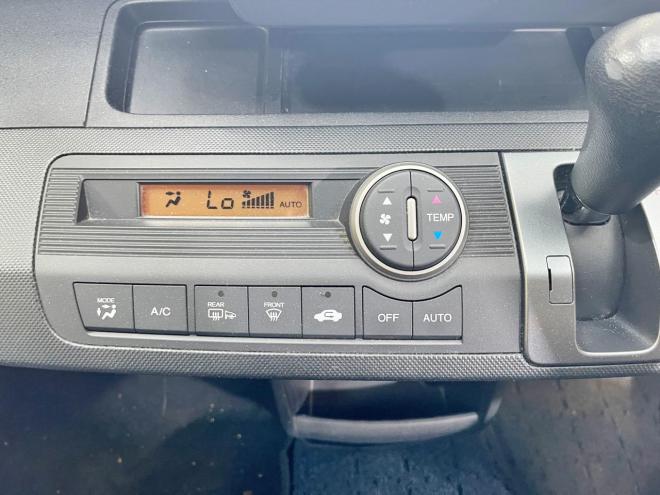 Lo AUTO
TEMP
MODE
A/C
REAR
FRONT
OFF
AUTO